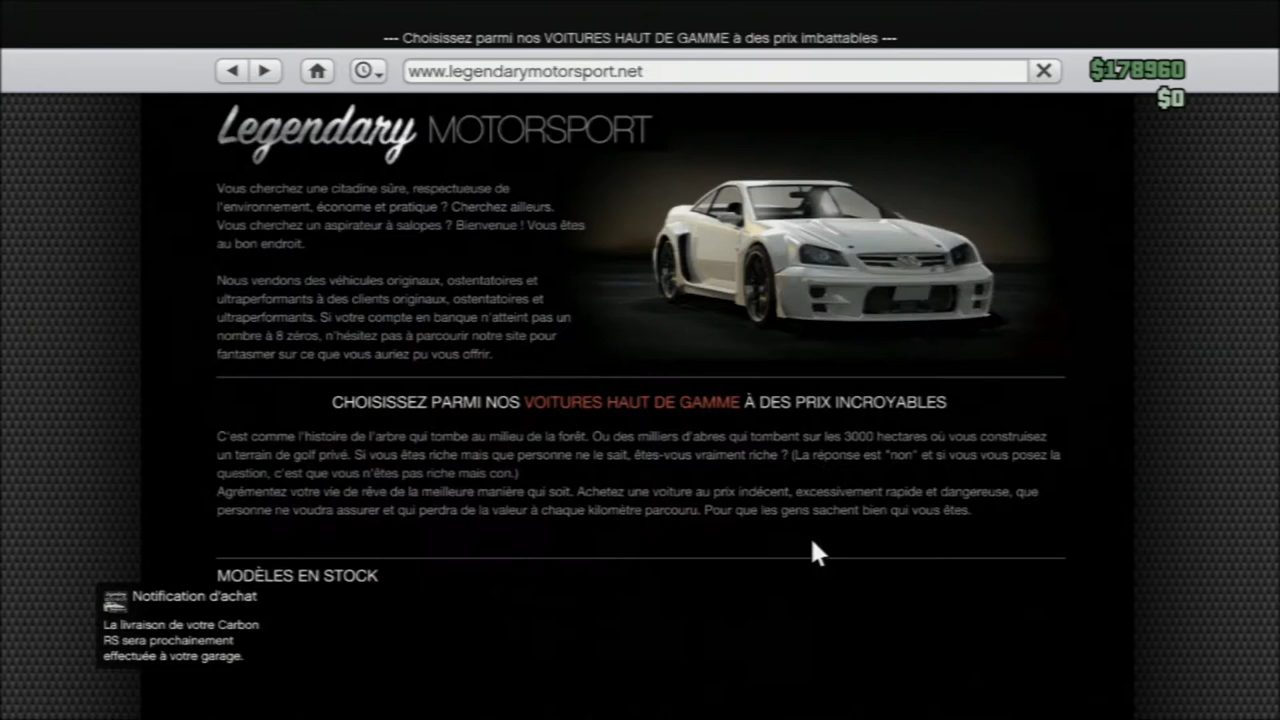 --- Choisissez parmi nos VOITURES HAUT DE GAMME à des prix imbattables ---
www.legendarymotorsport.net
$178960
$0
Legendary MOTORSPORT
Vous cherchez une citadine sûre, respectueuse de
l'environnement, économe et pratique ? Cherchez ailleurs.
Vous cherchez un aspirateur à salopes ? Bienvenue ! Vous êtes
au bon endroit.
Nous vendons des véhicules originaux, ostentatoires et
ultraperformants à des clients originaux, ostentatoires et
ultraperformants. Si votre compte en banque n'atteint pas un
nombre à 8 zéros, n'hésitez pas à parcourir notre site pour
fantasmer sur ce que vous auriez pu vous offrir.
CHOISISSEZ PARMI NOS VOITURES HAUT DE GAMME À DES PRIX INCROYABLES
C'est comme l'histoire de l'arbre qui tombe au milieu de la forêt. Ou des milliers d'abres qui tombent sur les 3000 hectares où vous construisez
un terrain de golf privé. Si vous êtes riche mais que personne ne le sait, êtes-vous vraiment riche ? (La réponse est "non" et si vous vous posez la
question, c'est que vous n'êtes pas riche mais con.)
Agrémentez votre vie de rêve de la meilleure manière qui soit. Achetez une voiture au prix indécent, excessivement rapide et dangereuse, que
personne ne voudra assurer et qui perdra de la valeur à chaque kilomètre parcouru. Pour que les gens sachent bien qui vous êtes.
MODÈLES EN STOCK
Notification d'achat
La livraison de votre Carbon
RS sera prochainement
effectuée à votre garage.